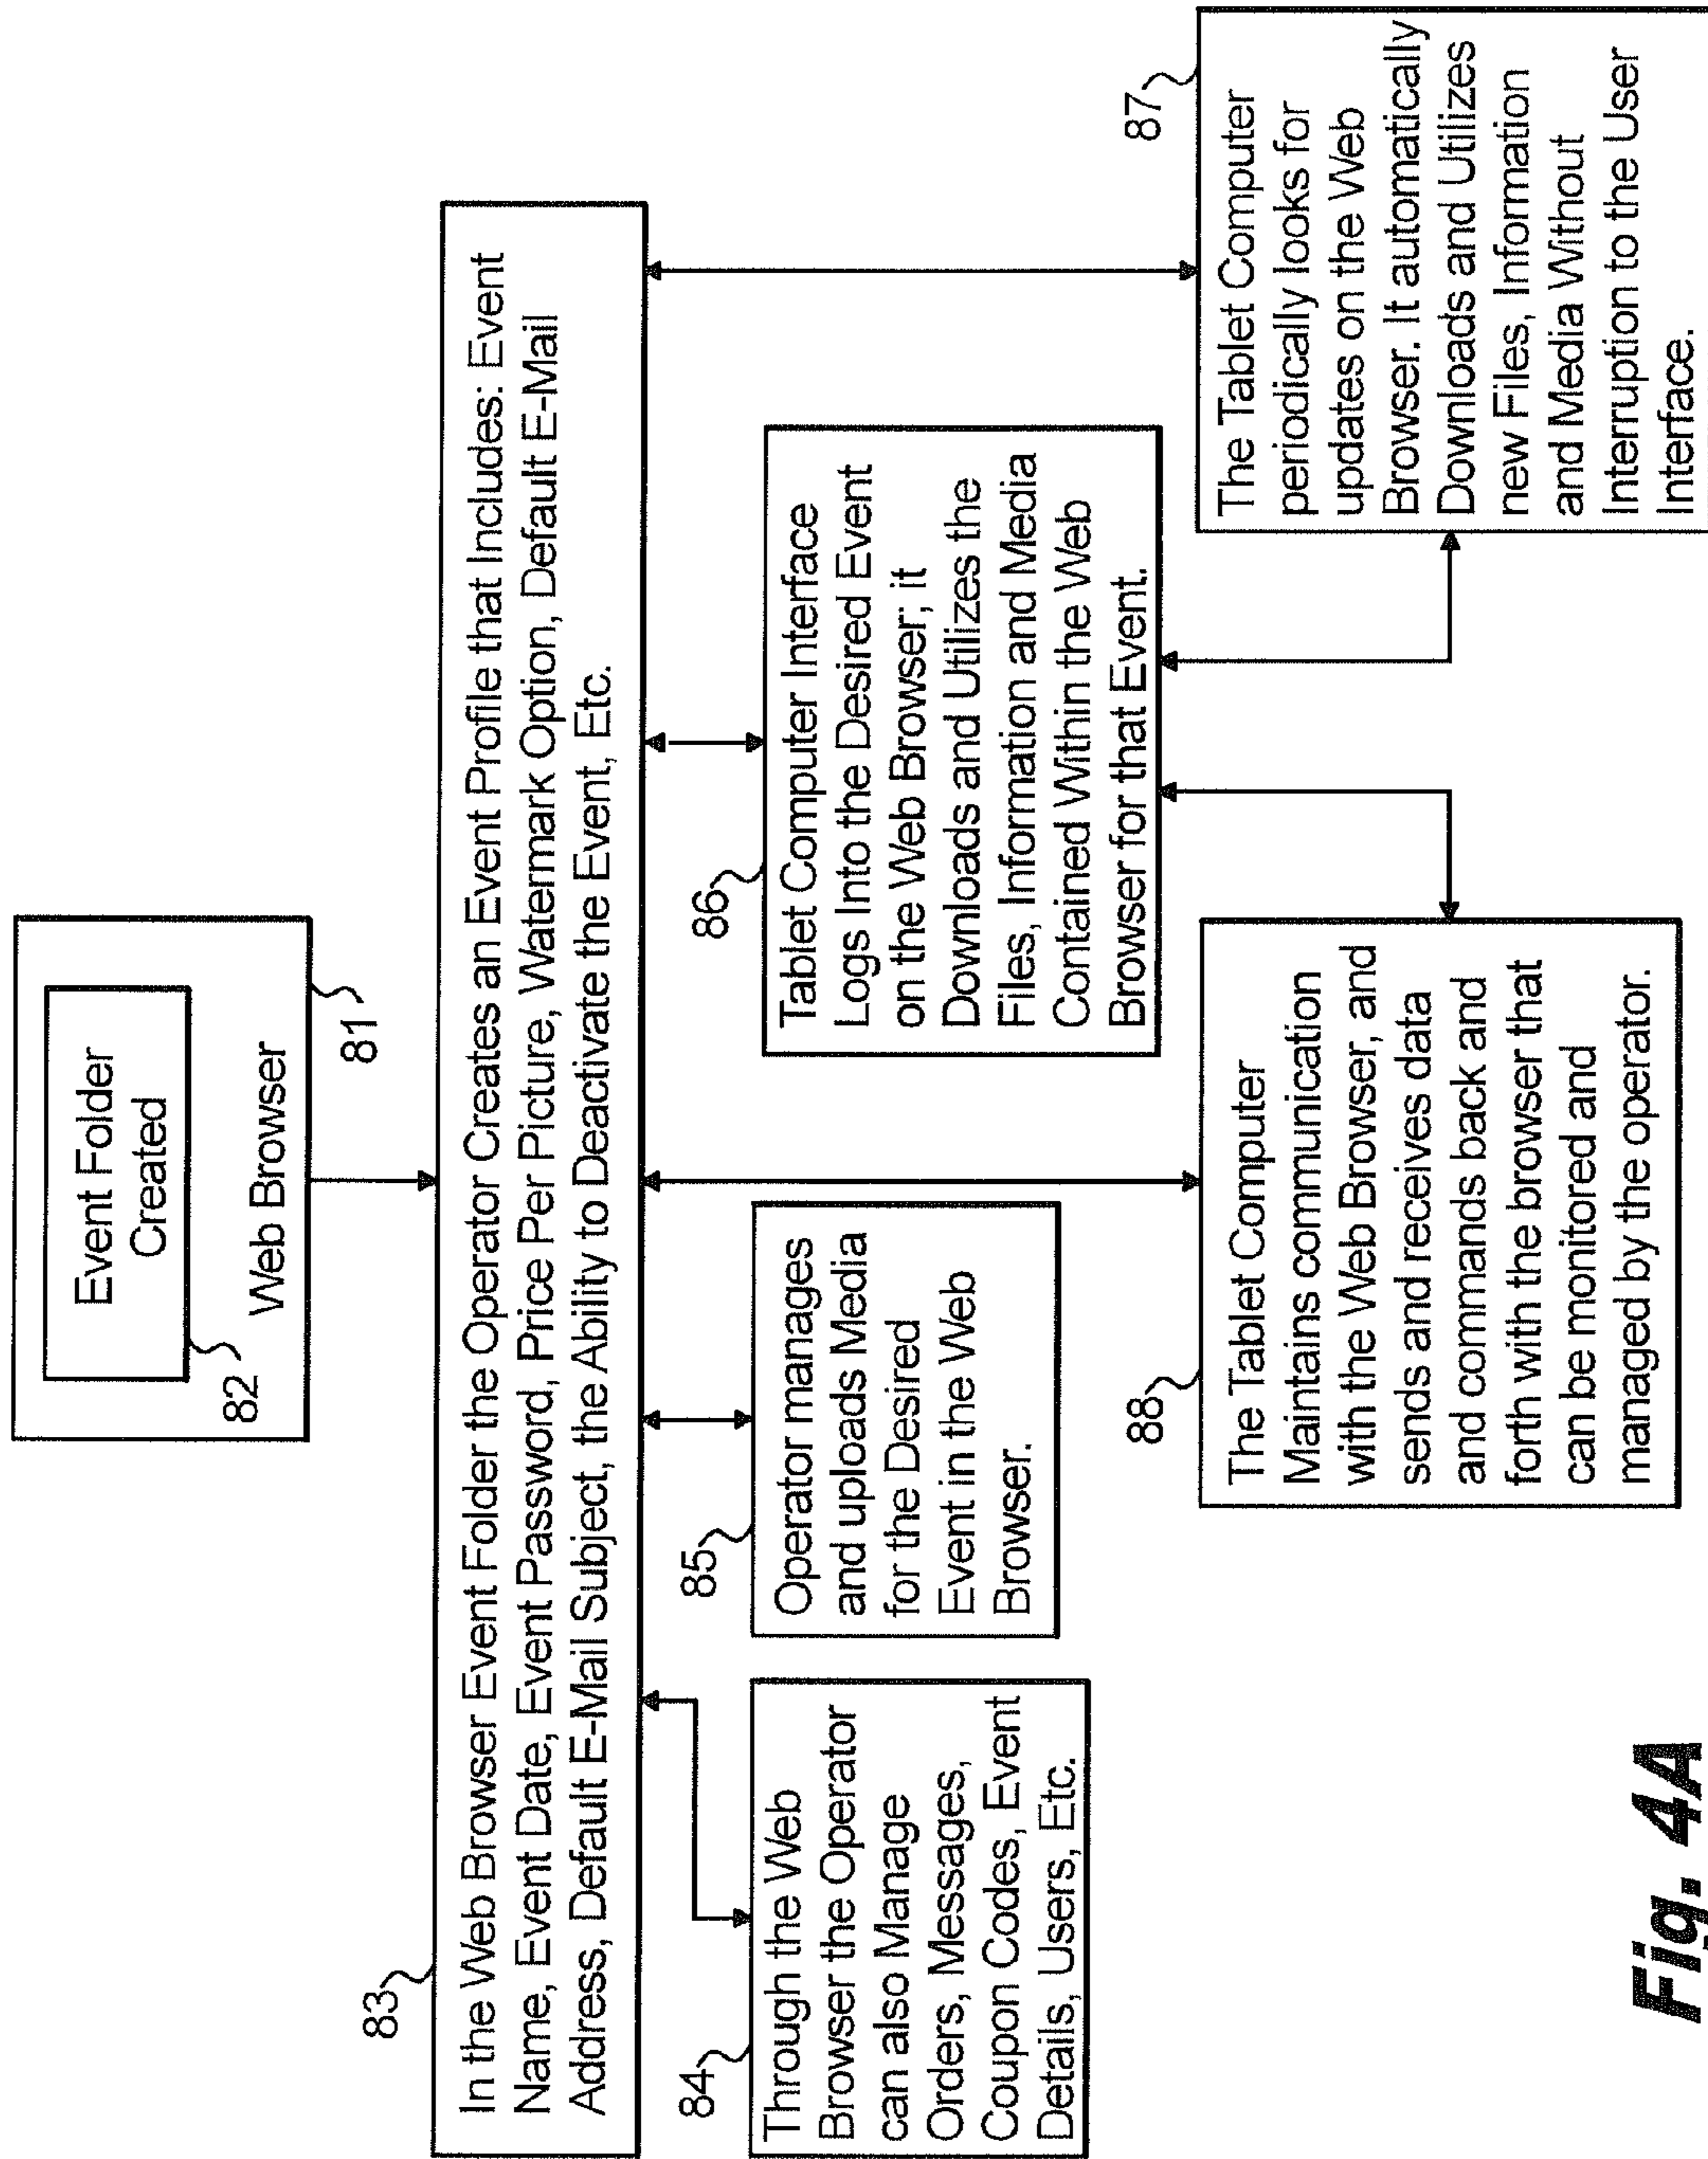 Event Folder
Created
82
Web Browser
81
83
In the Web Browser Event Folder the Operator Creates an Event Profile that Includes: Event
Name, Event Date, Event Password, Price Per Picture, Watermark Option, Default E-Mail
Address, Default E-Mail Subject, the Ability to Deactivate the Event, Etc.
84
Through the Web
Browser the Operator
can also Manage
Orders, Messages,
Coupon Codes, Event
Details, Users, Etc.
85
Operator manages
and uploads Media
for the Desired
Event in the Web
Browser.
86
Tablet Computer Interface
Logs Into the Desired Event
on the Web Browser; it
Downloads and Utilizes the
Files, Information and Media
Contained Within the Web
Browser for that Event.
88
The Tablet Computer
Maintains communication
with the Web Browser, and
sends and receives data
and commands back and
forth with the browser that
can be monitored and
managed by the operator.
87
The Tablet Computer
periodically looks for
updates on the Web
Browser. It automatically
Downloads and Utilizes
new Files, Information
and Media Without
Interruption to the User
Interface.
Fig. 4A